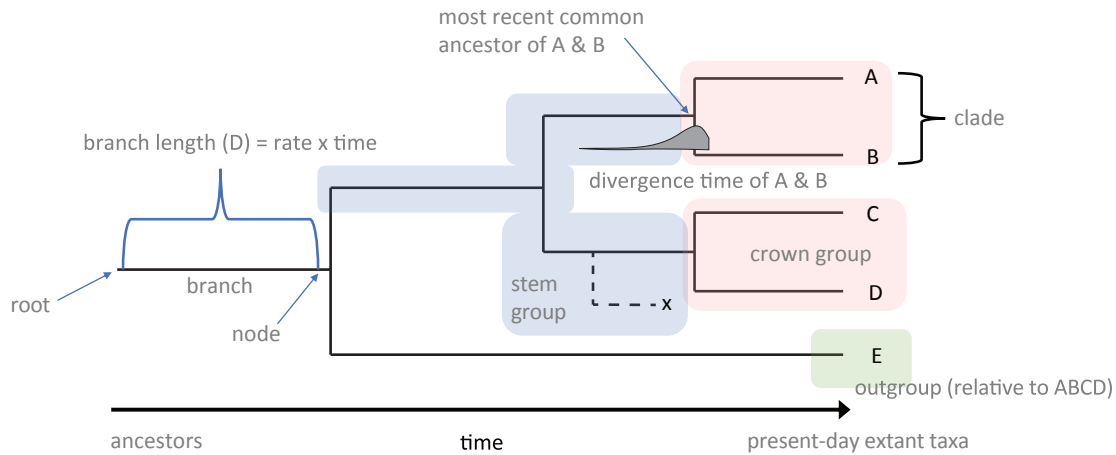 most recent common
ancestor of A & B
A
clade
branch length (D) = rate x time
B
divergence time of A & B
C
crown group
branch
stem
group
D
root
x
node
E
outgroup (relative to ABCD)
ancestors
time
present-day extant taxa